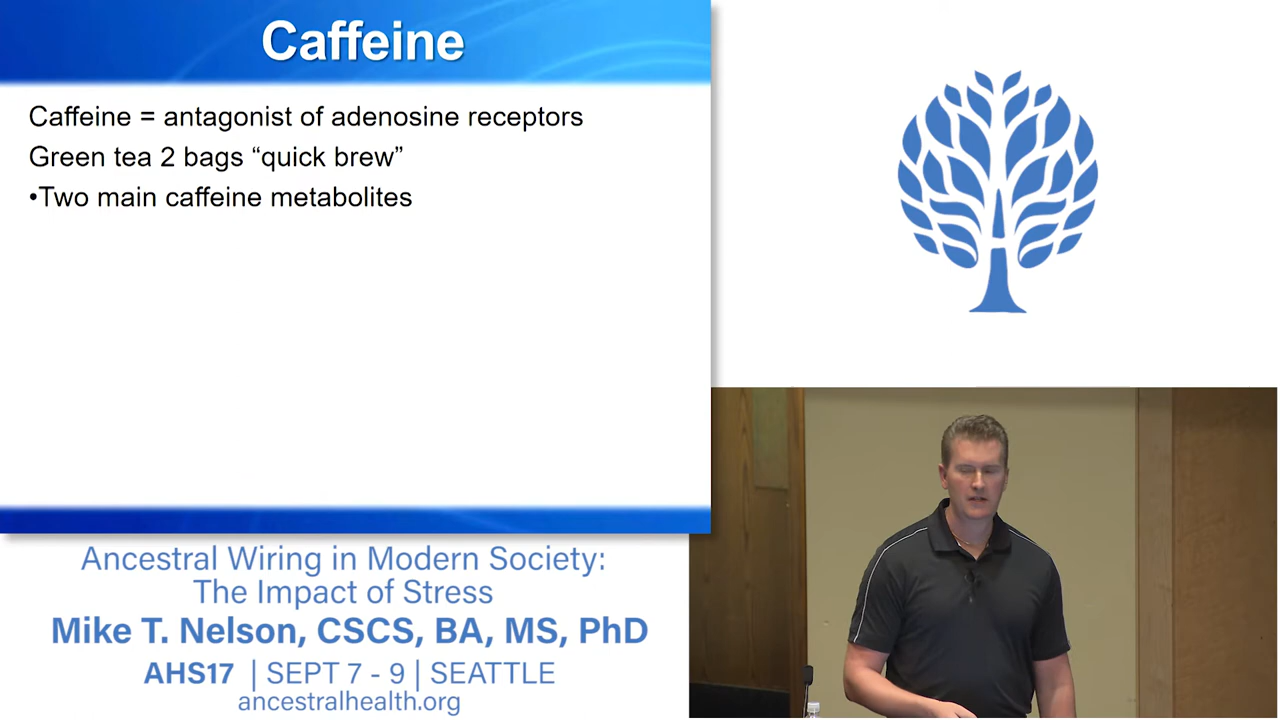 Caffeine
Caffeine = antagonist of adenosine receptors
Green tea 2 bags “quick brew”
•Two main caffeine metabolites
Ancestral Wiring in Modern Society:
The Impact of Stress
Mike T. Nelson, CSCS, BA, MS, PhD
AHS17 | SEPT 7 - 9 | SEATTLE
ancestralhealth.org